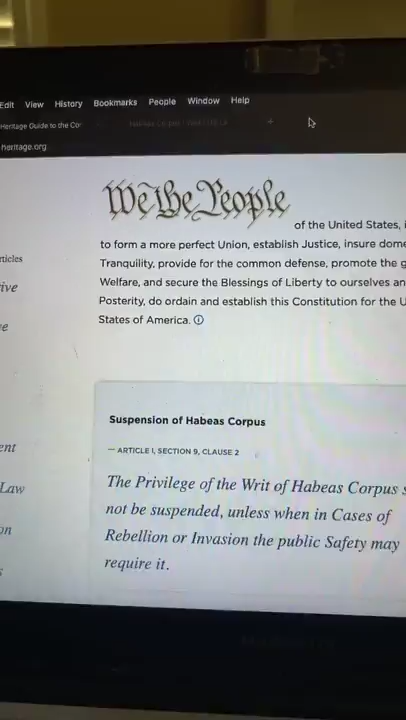 Edit View History Bookmarks People Window Help
Heritage Guide to the Co
heritage.org
We the People
of the United States, i
to form a more perfect Union, establish Justice, insure dome
Tranquility, provide for the common defense, promote the g
Welfare, and secure the Blessings of Liberty to ourselves an
Posterity, do ordain and establish this Constitution for the U
States of America.
rticles
ive
e
ent
Law
on
s
Suspension of Habeas Corpus
— ARTICLE I, SECTION 9, CLAUSE 2
The Privilege of the Writ of Habeas Corpus s
not be suspended, unless when in Cases of
Rebellion or Invasion the public Safety may
require it.